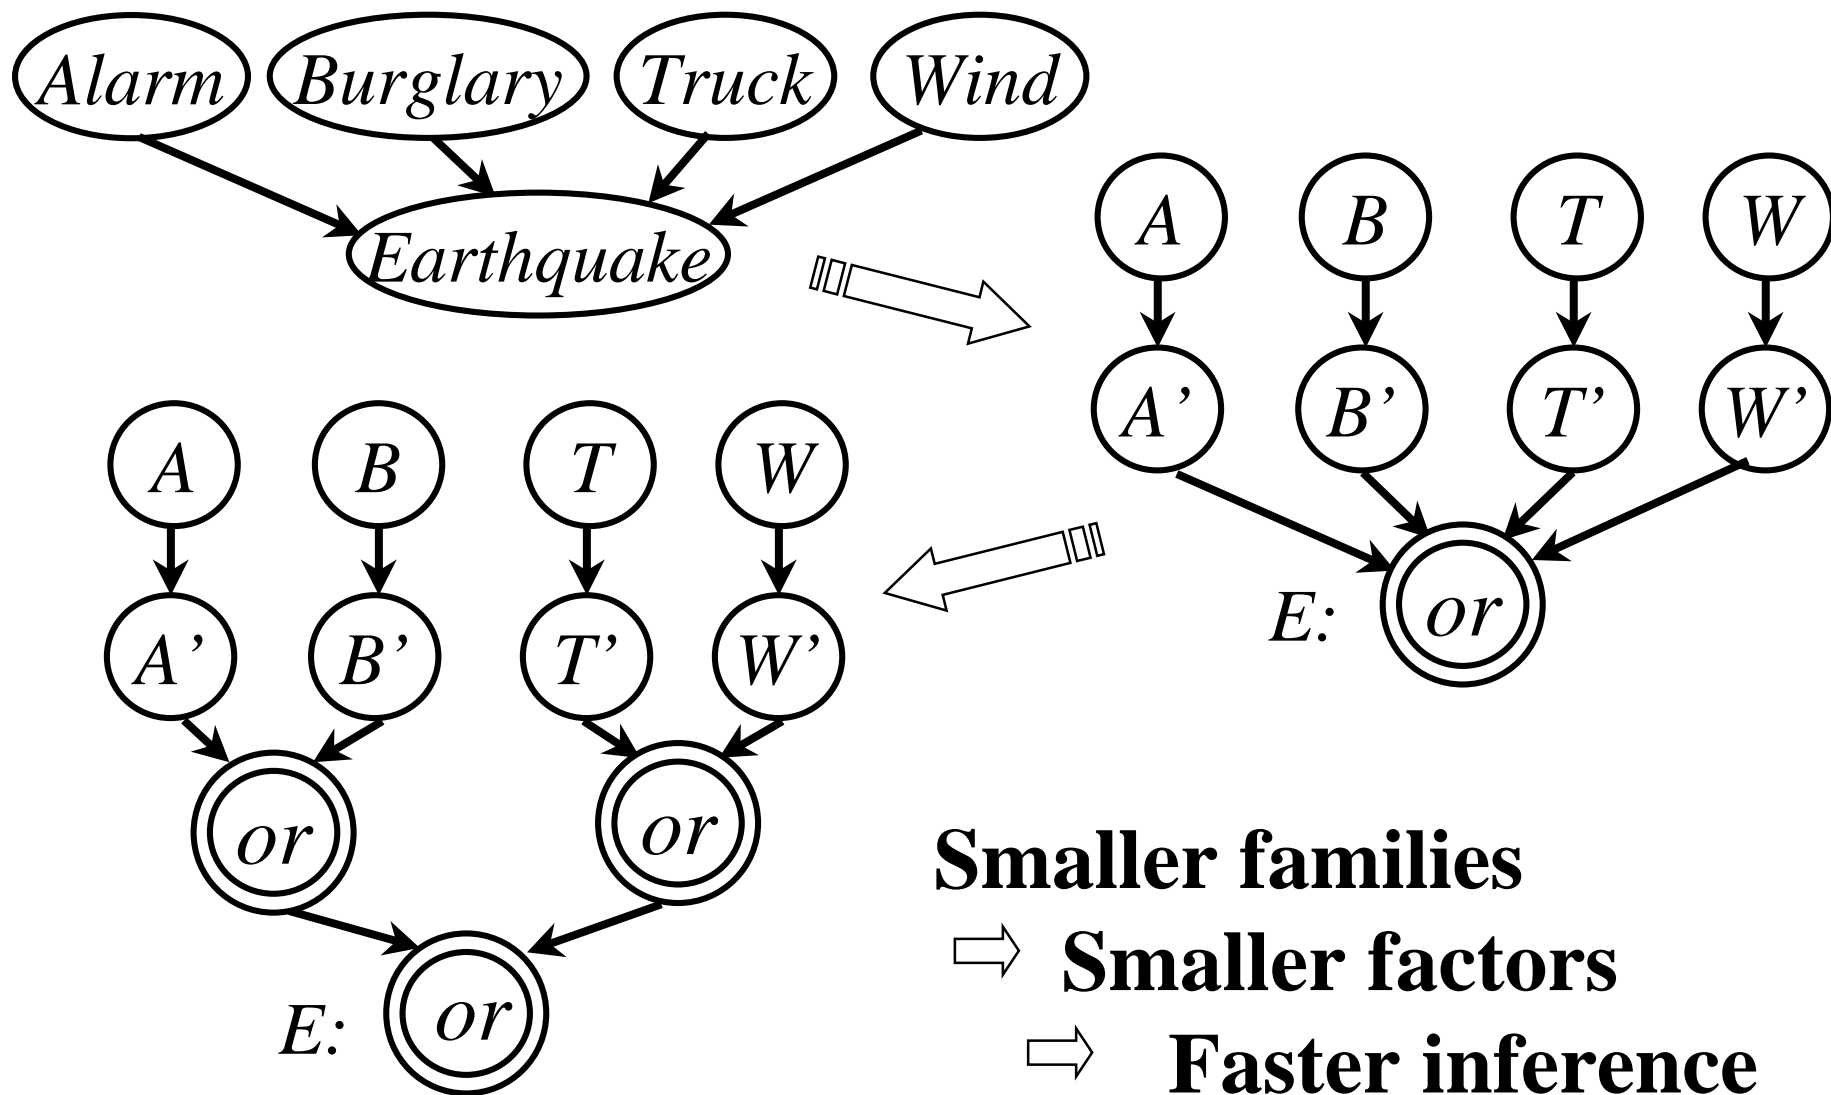 Alarm Burglary Truck Wind
Earthquake
A B T W
A’ B’ T’ W’
E: or
A B T W
A’ B’ T’ W’
or or
E: or
Smaller families
Smaller factors
Faster inference